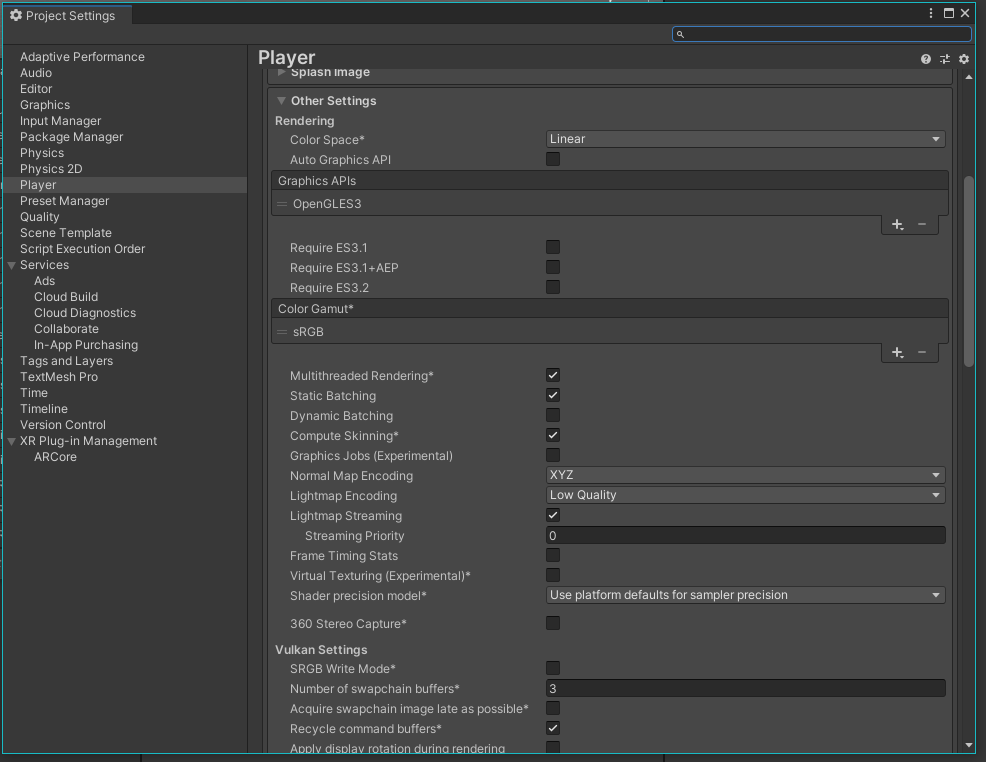 Project Settings
Adaptive Performance
Audio
Editor
Graphics
Input Manager
Package Manager
Physics
Physics 2D
Player
Preset Manager
Quality
Scene Template
Script Execution Order
Services
Ads
Cloud Build
Cloud Diagnostics
Collaborate
In-App Purchasing
Tags and Layers
TextMesh Pro
Time
Timeline
Version Control
XR Plug-in Management
ARCore
Player
Splash Image
Other Settings
Rendering
Color Space* Linear
Auto Graphics API
Graphics APIs
OpenGLES3
Require ES3.1
Require ES3.1+AEP
Require ES3.2
Color Gamut*
sRGB
Multithreaded Rendering*
Static Batching
Dynamic Batching
Compute Skinning*
Graphics Jobs (Experimental)
Normal Map Encoding XYZ
Lightmap Encoding Low Quality
Lightmap Streaming
Streaming Priority 0
Frame Timing Stats
Virtual Texturing (Experimental)*
Shader precision model* Use platform defaults for sampler precision
360 Stereo Capture*
Vulkan Settings
SRGB Write Mode*
Number of swapchain buffers* 3
Acquire swapchain image late as possible*
Recycle command buffers*
Apply display rotation during rendering